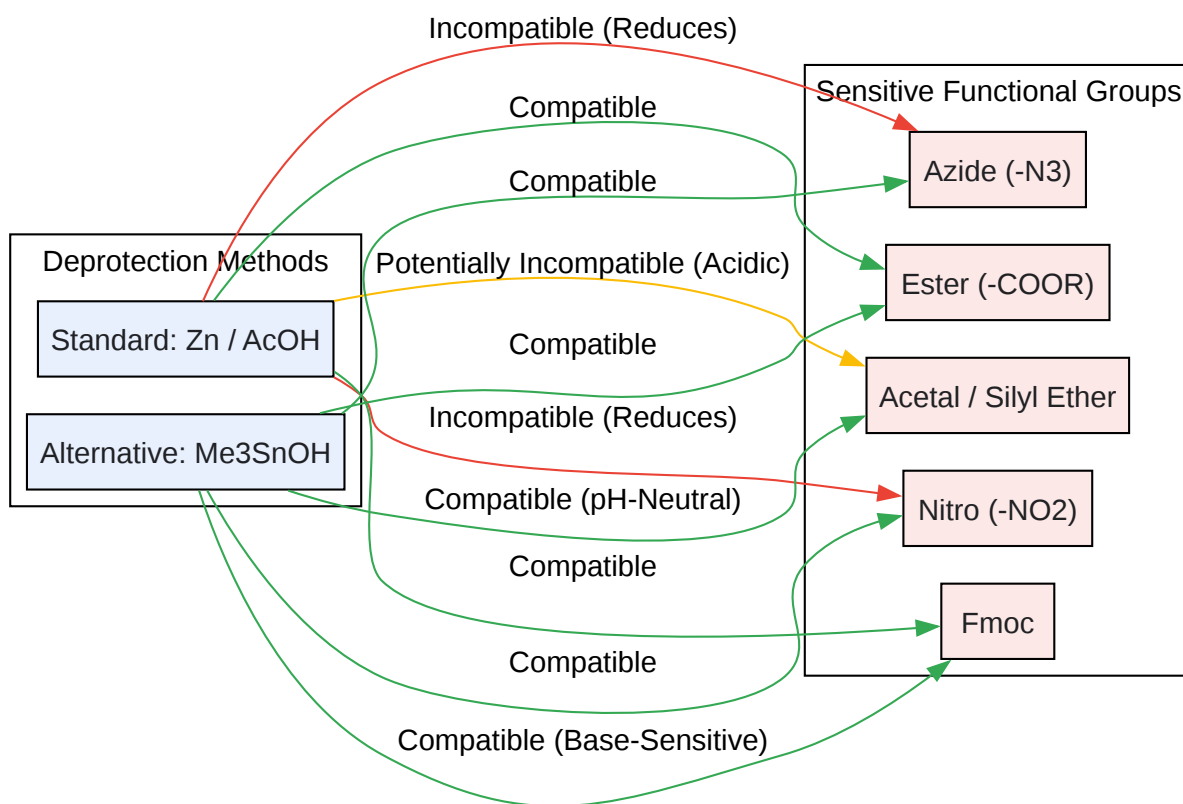 Incompatible (Reduces)
Sensitive Functional Groups
Compatible
Azide (-N3)
Compatible
Deprotection Methods
Potentially Incompatible (Acidic)
Ester (-COOR)
Standard: Zn / AcOH
Compatible
Acetal / Silyl Ether
Incompatible (Reduces)
Alternative: Me3SnOH
Compatible (pH-Neutral)
Nitro (-NO2)
Compatible
Fmoc
Compatible
Compatible (Base-Sensitive)